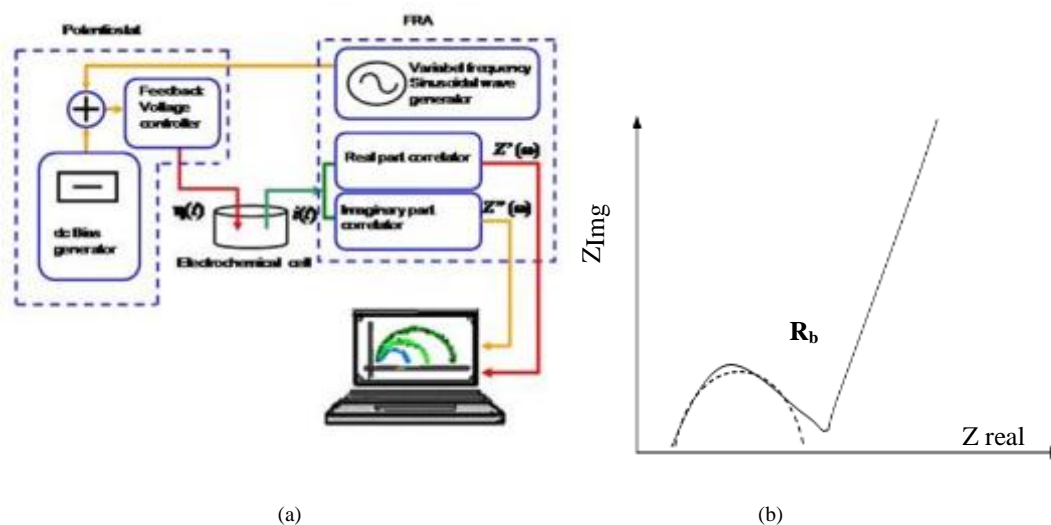 FRA
Potentiostat
Variabel frequency
Sinusoidal wave
generator
Feedback
Voltage
controller
Real part correlator
Z' (ω)
Imaginary part
correlator
Z'' (ω)
η(t)
i(t)
dc Bias
generator
Electrochemical cell
(a)
ZImg
Rb
Z real
(b)